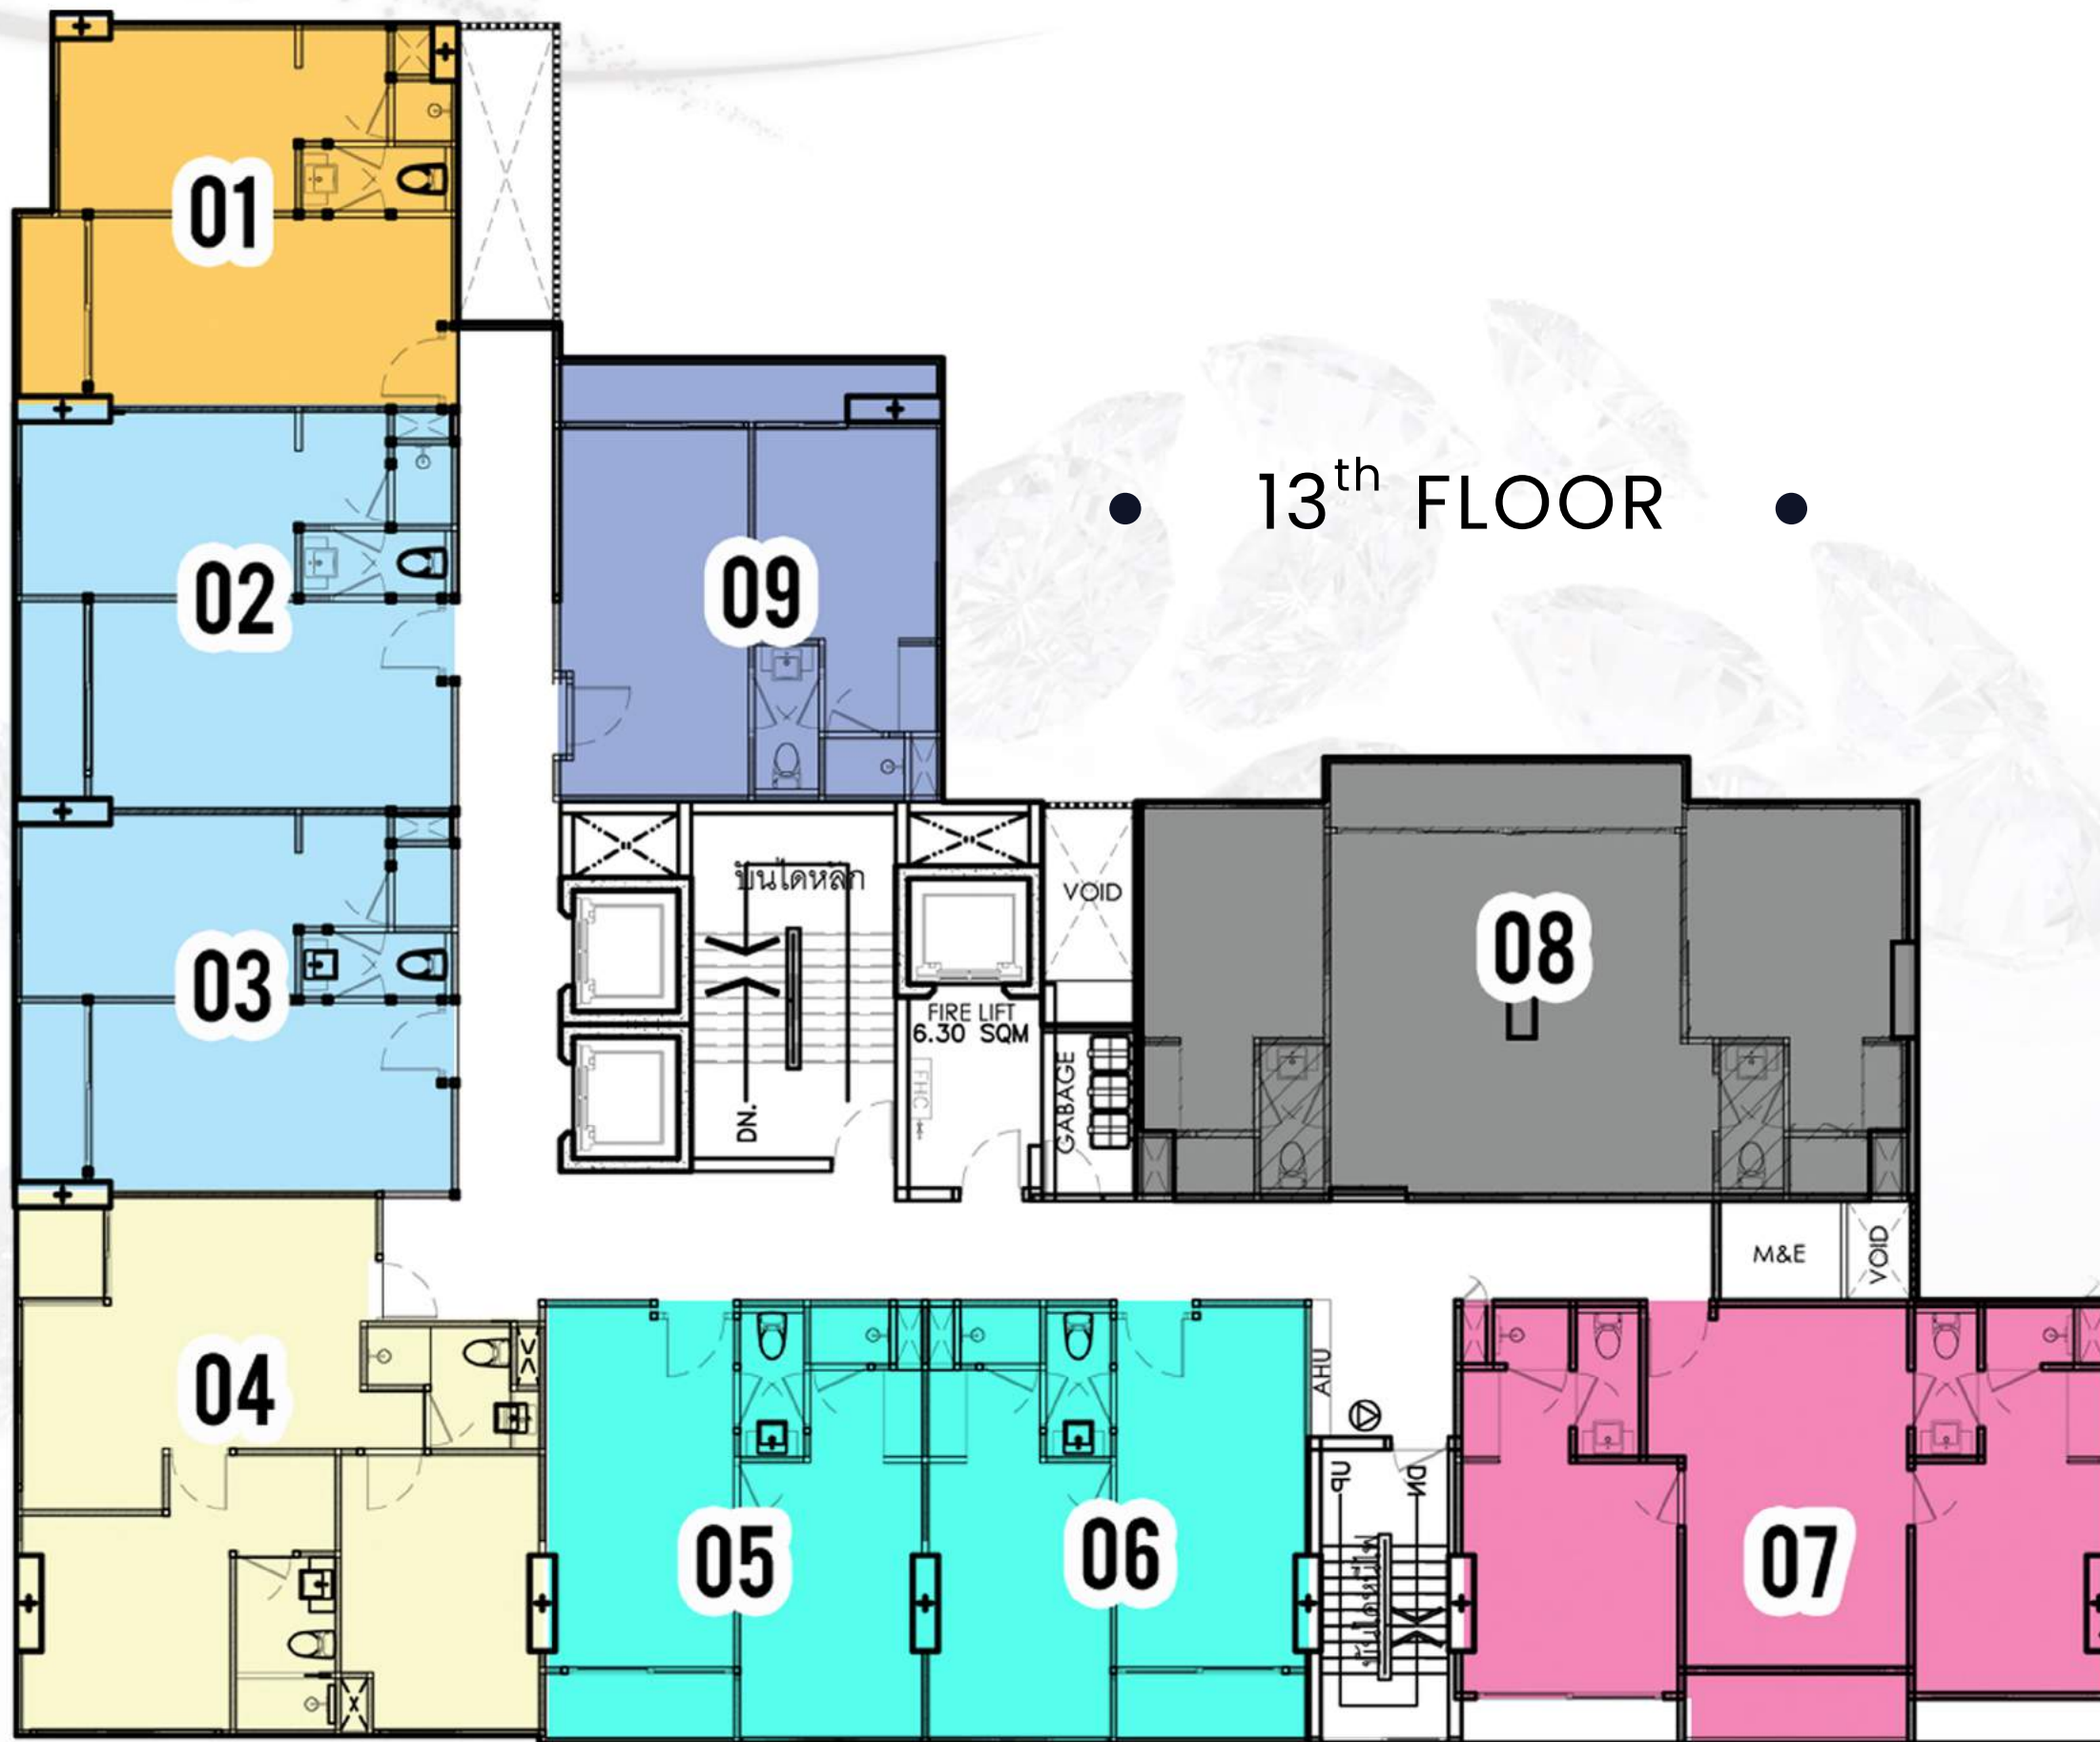 01
02
09
13th FLOOR
บันไดหลัก
VOID
03
08
FIRE LIFT
6.30 SQM
FHC
GABAGE
DN.
M&E
VOID
04
AHU
UP
DN
05
06
07